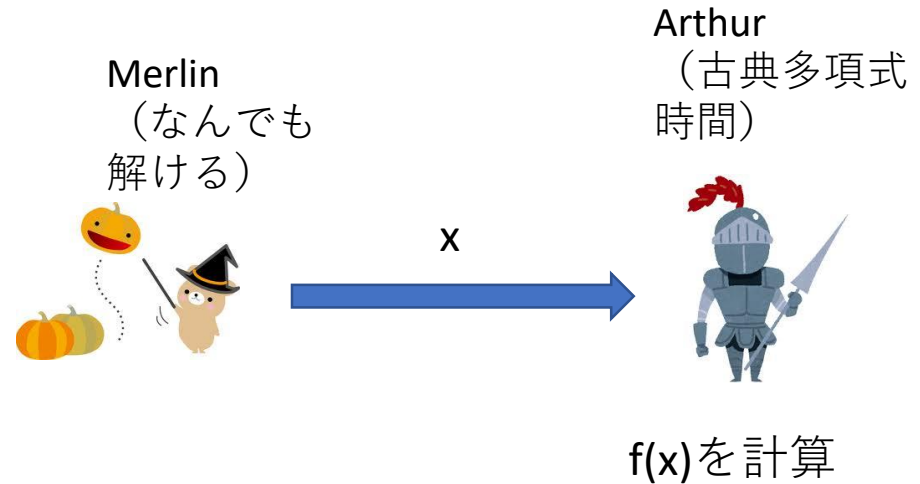 Merlin
（なんでも
解ける）
x
Arthur
（古典多項式
時間）
f(x)を計算